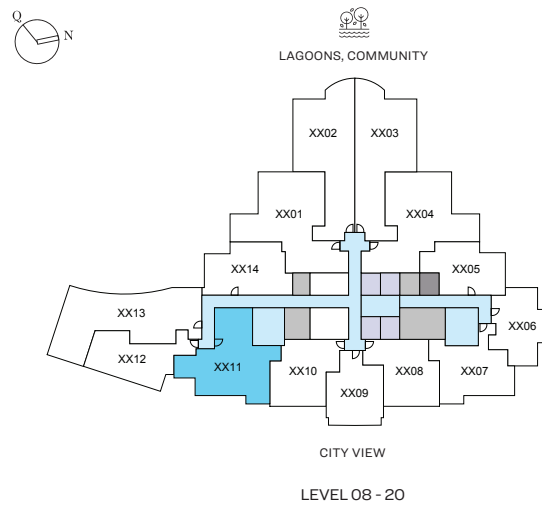 Q
N
LAGOONS, COMMUNITY
XX02 XX03
XX01 XX04
XX14 XX05
XX13 XX06
XX12 XX11 XX10 XX09 XX08 XX07
CITY VIEW
LEVEL 08 - 20